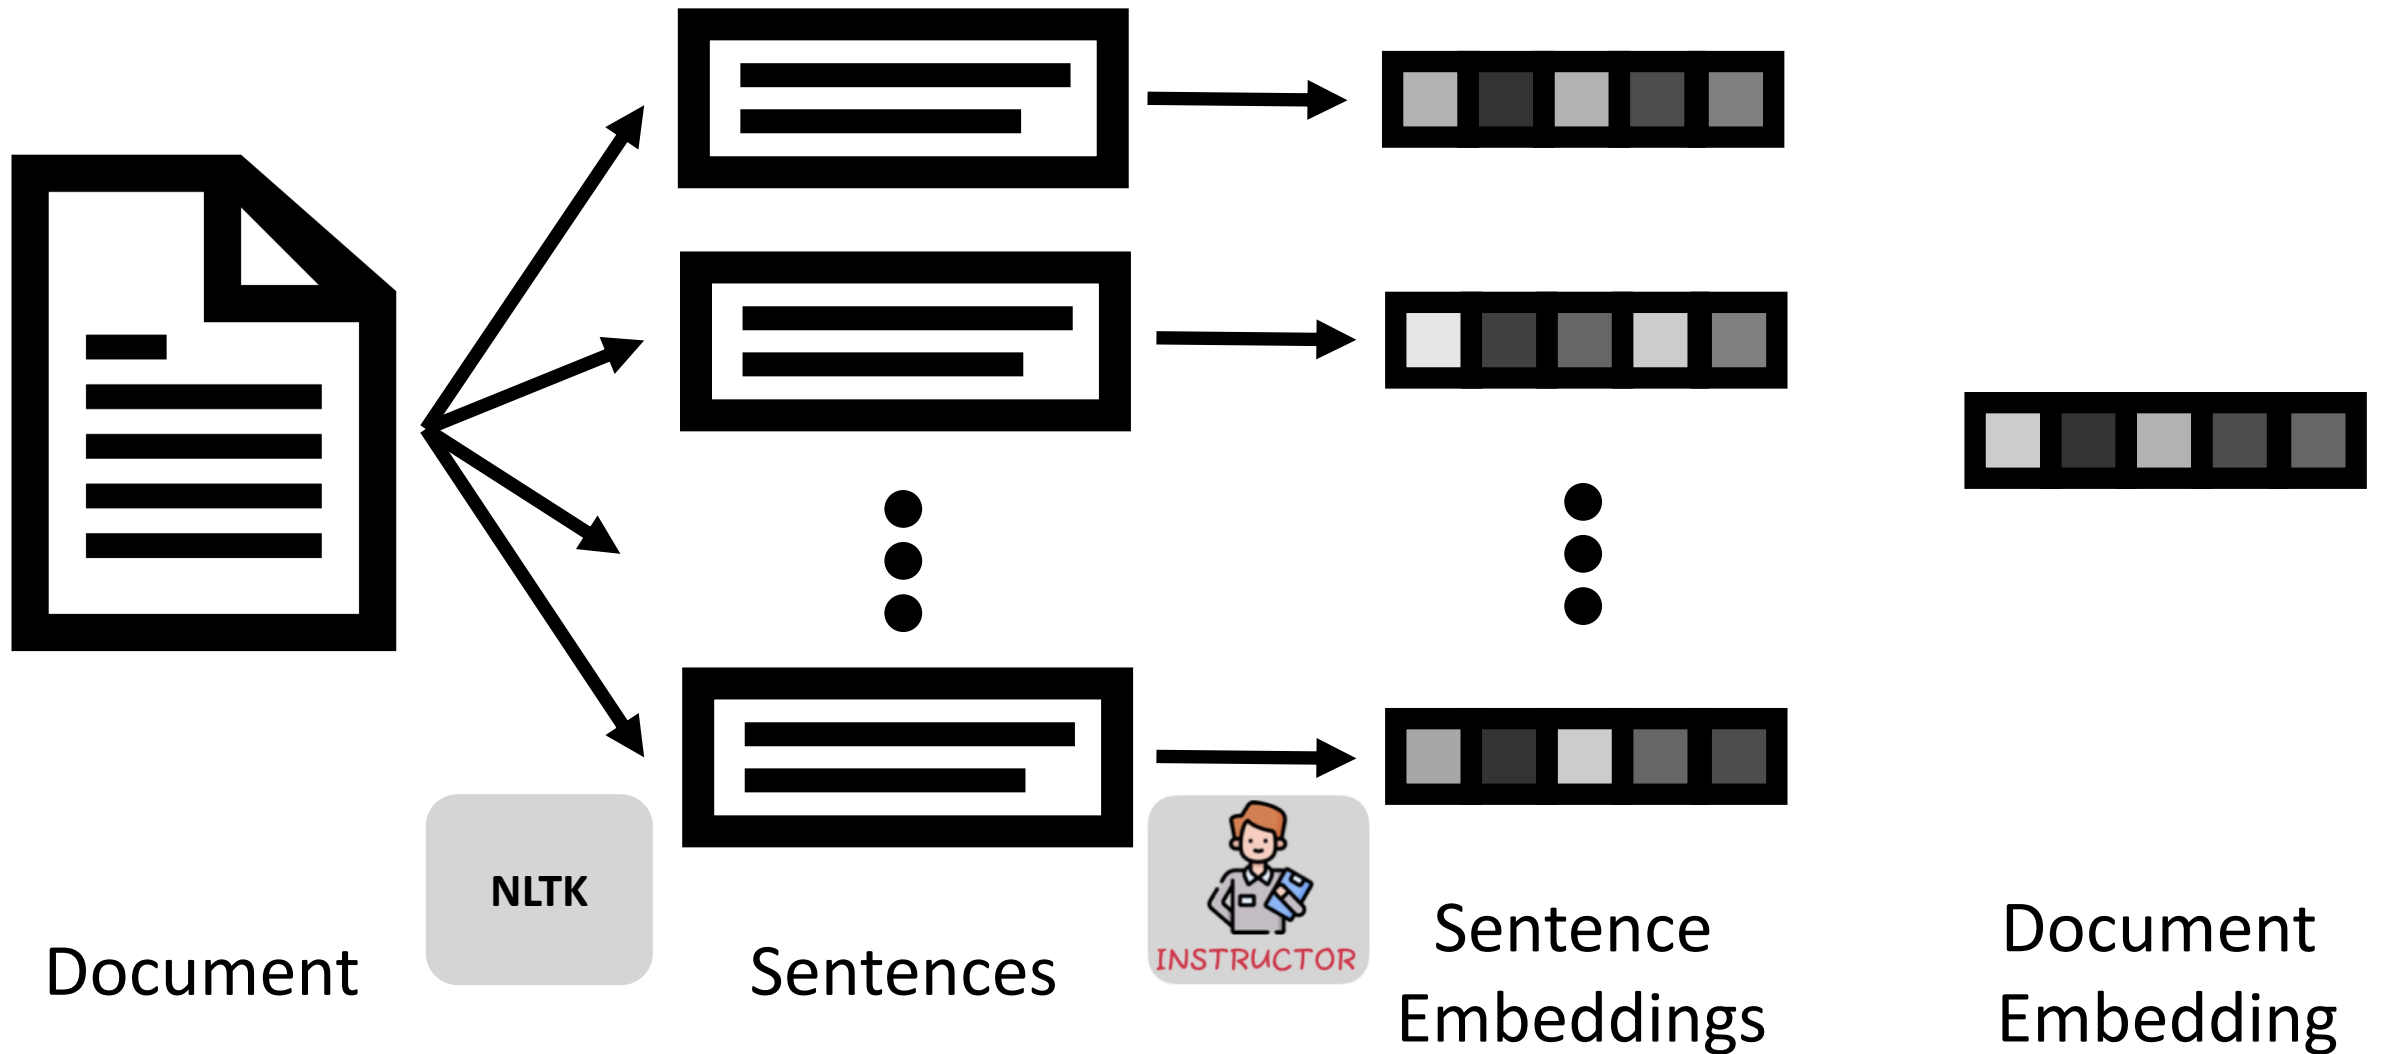 NLTK
INSTRUCTOR
Document
Sentences
Sentence
Embeddings
Document
Embedding